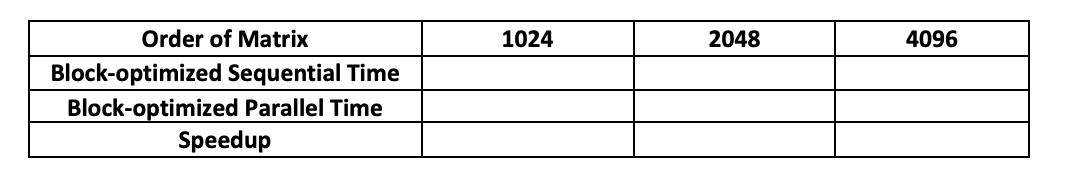 Order of Matrix 1024 2048 4096
Block-optimized Sequential Time
Block-optimized Parallel Time
Speedup